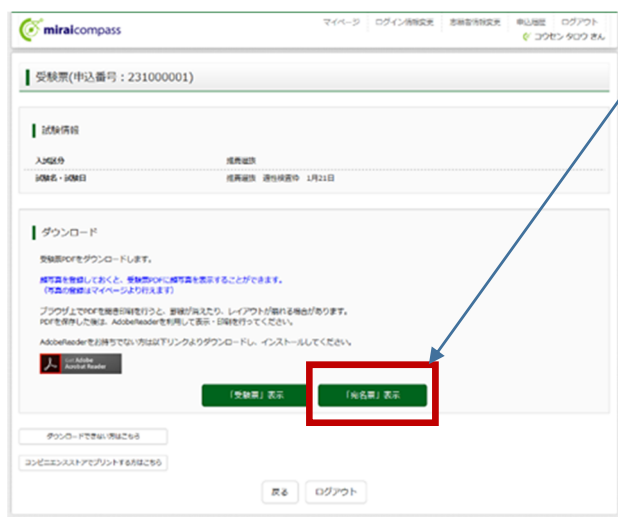 miraicompass
マイページ ログイン情報変更 志願者情報変更 申込履歴 ログアウト
コウセン タロウ さん
受験票(申込番号：231000001)
試験情報
入試区分 推薦選抜
試験名・試験日 推薦選抜 適性検査枠 1月21日
ダウンロード
受験票PDFをダウンロードします。
顔写真を登録しておくと、受験票PDFに顔写真を表示することができます。
(写真の登録はマイページより行えます)
ブラウザ上でPDFを開き印刷を行うと、罫線が消えたり、レイアウトが崩れる場合があります。
PDFを保存した後は、AdobeReaderを利用して表示・印刷を行ってください。
AdobeReaderをお持ちでない方は以下リンクよりダウンロードし、インストールしてください。
Get Adobe
Acrobat Reader
「受験票」表示 「宛名票」表示
ダウンロードできない方はこちら
コンビニエンスストアでプリントする方はこちら
戻る ログアウト